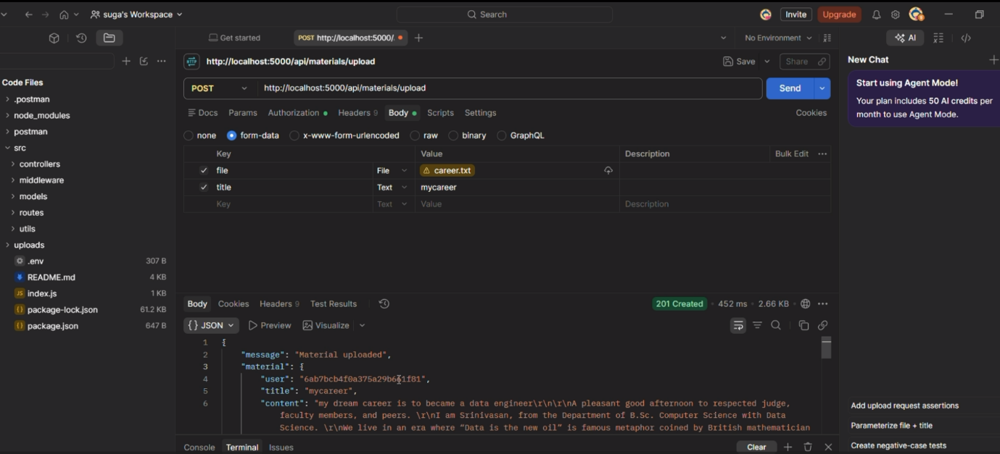 suga's Workspace
Search
Invite
Upgrade
Get started
POST http://localhost:5000/.
No Environment
AI
http://localhost:5000/api/materials/upload
Save
Share
New Chat
Code Files
.postman
node_modules
postman
src
controllers
middleware
models
routes
utils
uploads
.env 307 B
README.md 4 KB
JS index.js 1 KB
package-lock.json 61.2 KB
package.json 647 B
POST http://localhost:5000/api/materials/upload
Send
Docs Params Authorization Headers 9 Body Scripts Settings Cookies
none form-data x-www-form-urlencoded raw binary GraphQL
Key Value Description Bulk Edit
file File career.txt
title Text mycareer
Key Text Value Description
Start using Agent Mode!
Your plan includes 50 AI credits per
month to use Agent Mode.
Body Cookies Headers 9 Test Results
201 Created 452 ms 2.66 KB
{} JSON Preview Visualize
1 {
2 "message": "Material uploaded",
3 "material": {
4 "user": "6ab7bcb4f0a375a29b661f81",
5 "title": "mycareer",
6 "content": "my dream career is to became a data engineer\r\n\r\nA pleasant good afternoon to respected judge,
faculty members, and peers. \r\nI am Srinivasan, from the Department of B.Sc. Computer Science with Data
Science. \r\nWe live in an era where “Data is the new oil” is famous metaphor coined by British mathematician
Add upload request assertions
Parameterize file + title
Create negative-case tests
Console Terminal Issues
Clear